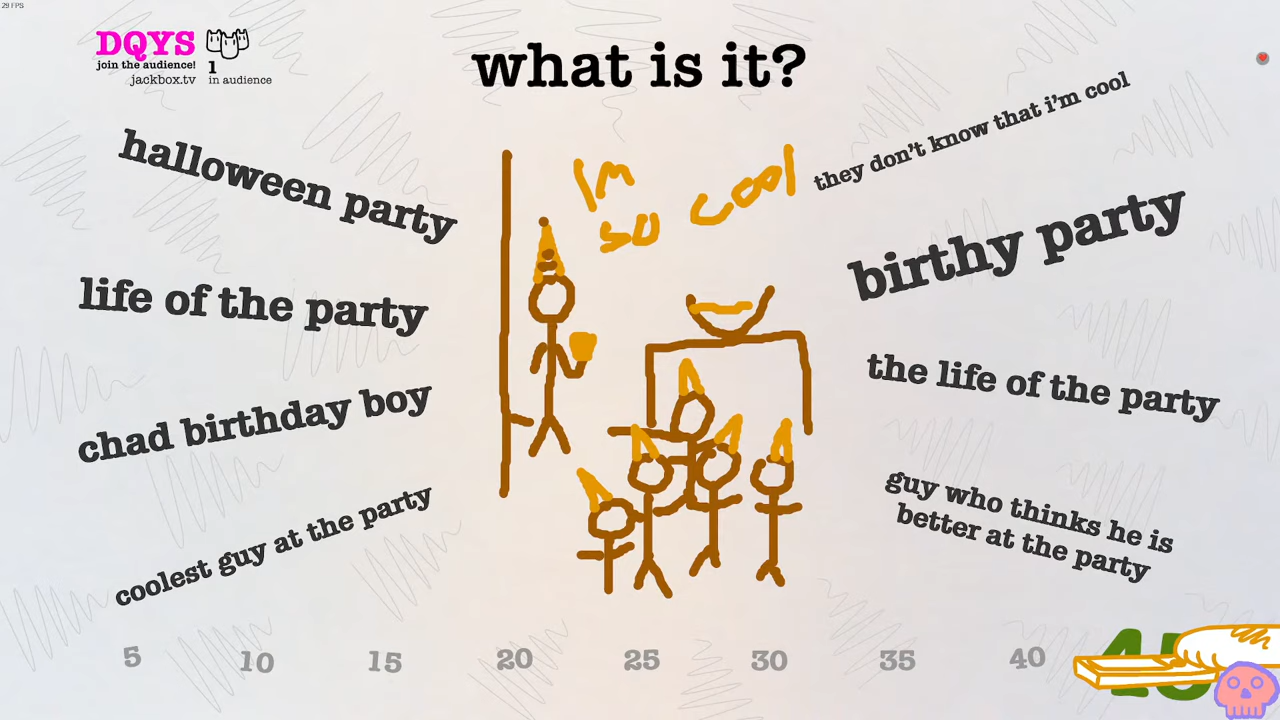 29 FPS
DQYS
join the audience!
jackbox.tv
1
in audience
what is it?
halloween party
life of the party
chad birthday boy
coolest guy at the party
I'm
so cool
they don't know that i'm cool
birthy party
the life of the party
guy who thinks he is
better at the party
5 10 15 20 25 30 35 40 45